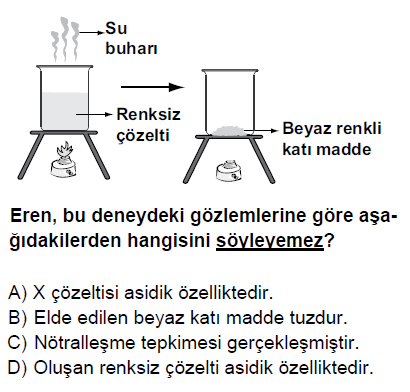 Su
buharı
Renksiz
çözelti
Beyaz renkli
katı madde
Eren, bu deneydeki gözlemlerine göre aşa-
ğıdakilerden hangisini söyleyemez?
A) X çözeltisi asidik özelliktedir.
B) Elde edilen beyaz katı madde tuzdur.
C) Nötralleşme tepkimesi gerçekleşmiştir.
D) Oluşan renksiz çözelti asidik özelliktedir.